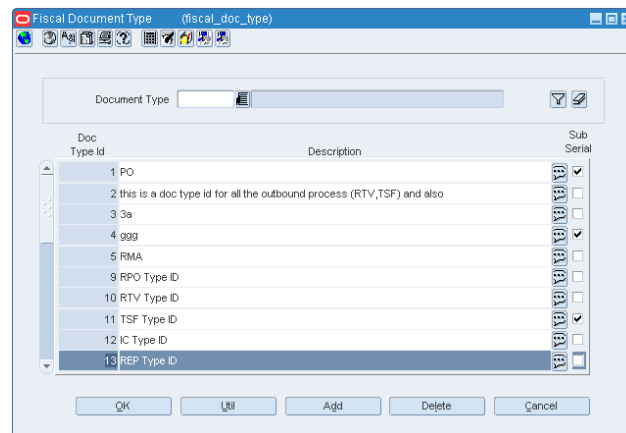 Fiscal Document Type (fiscal_doc_type)
Document Type
Doc Type Id Description Sub Serial
1 PO
2 this is a doc type id for all the outbound process (RTV,TSF) and also
3 3a
4 ggg
5 RMA
9 RPO Type ID
10 RTV Type ID
11 TSF Type ID
12 IC Type ID
13 REP Type ID
OK Util Add Delete Cancel